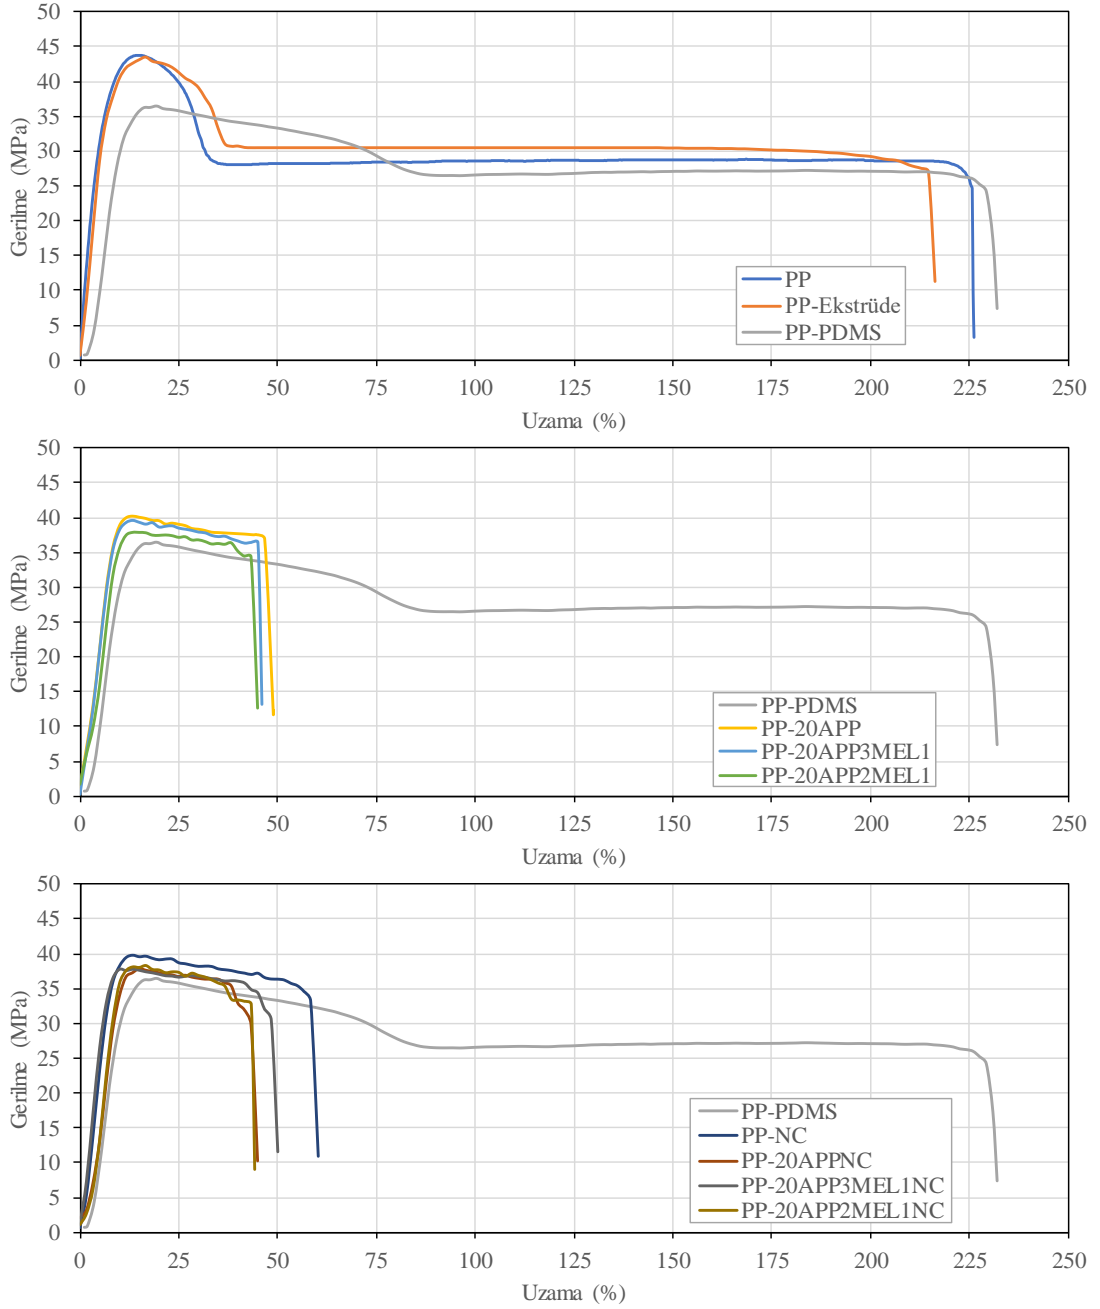 50
45
40
35
30
25
20
15
10
5
0
Gerilme (MPa)
PP
PP-Ekstrüde
PP-PDMS
0 25 50 75 100 125 150 175 200 225 250
Uzama (%)
50
45
40
35
30
25
20
15
10
5
0
Gerilme (MPa)
PP-PDMS
PP-20APP
PP-20APP3MEL1
PP-20APP2MEL1
0 25 50 75 100 125 150 175 200 225 250
Uzama (%)
50
45
40
35
30
25
20
15
10
5
0
Gerilme (MPa)
PP-PDMS
PP-NC
PP-20APPNC
PP-20APP3MEL1NC
PP-20APP2MEL1NC
0 25 50 75 100 125 150 175 200 225 250
Uzama (%)